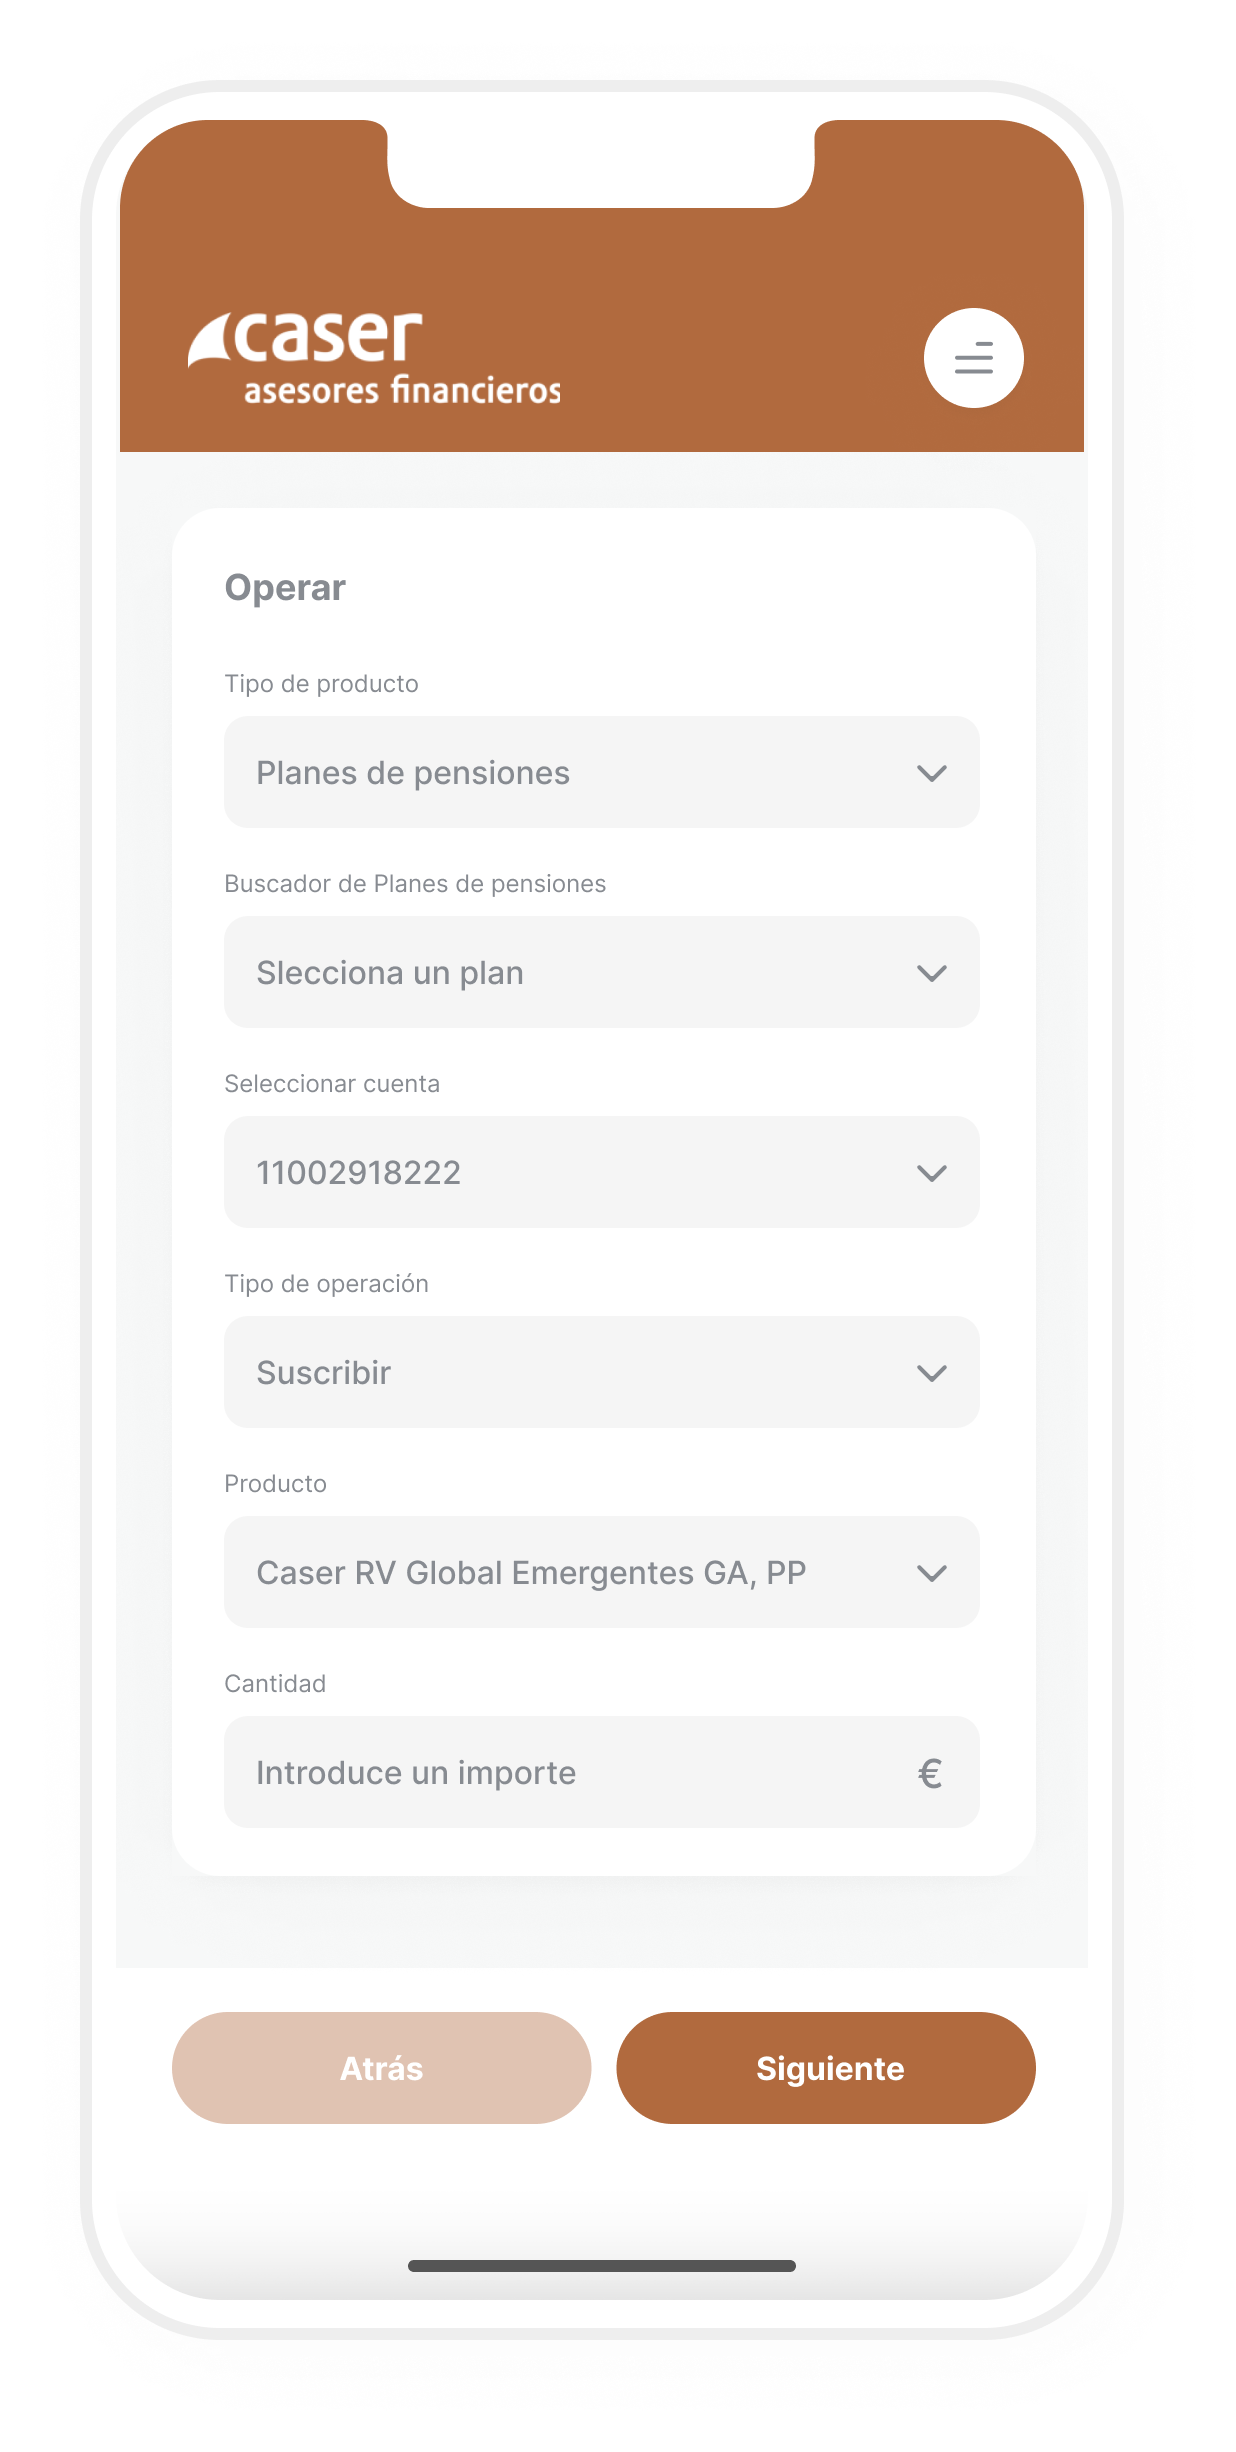 caser
asesores financieros
Operar
Tipo de producto
Planes de pensiones
Buscador de Planes de pensiones
Slecciona un plan
Seleccionar cuenta
11002918222
Tipo de operación
Suscribir
Producto
Caser RV Global Emergentes GA, PP
Cantidad
Introduce un importe €
Atrás Siguiente